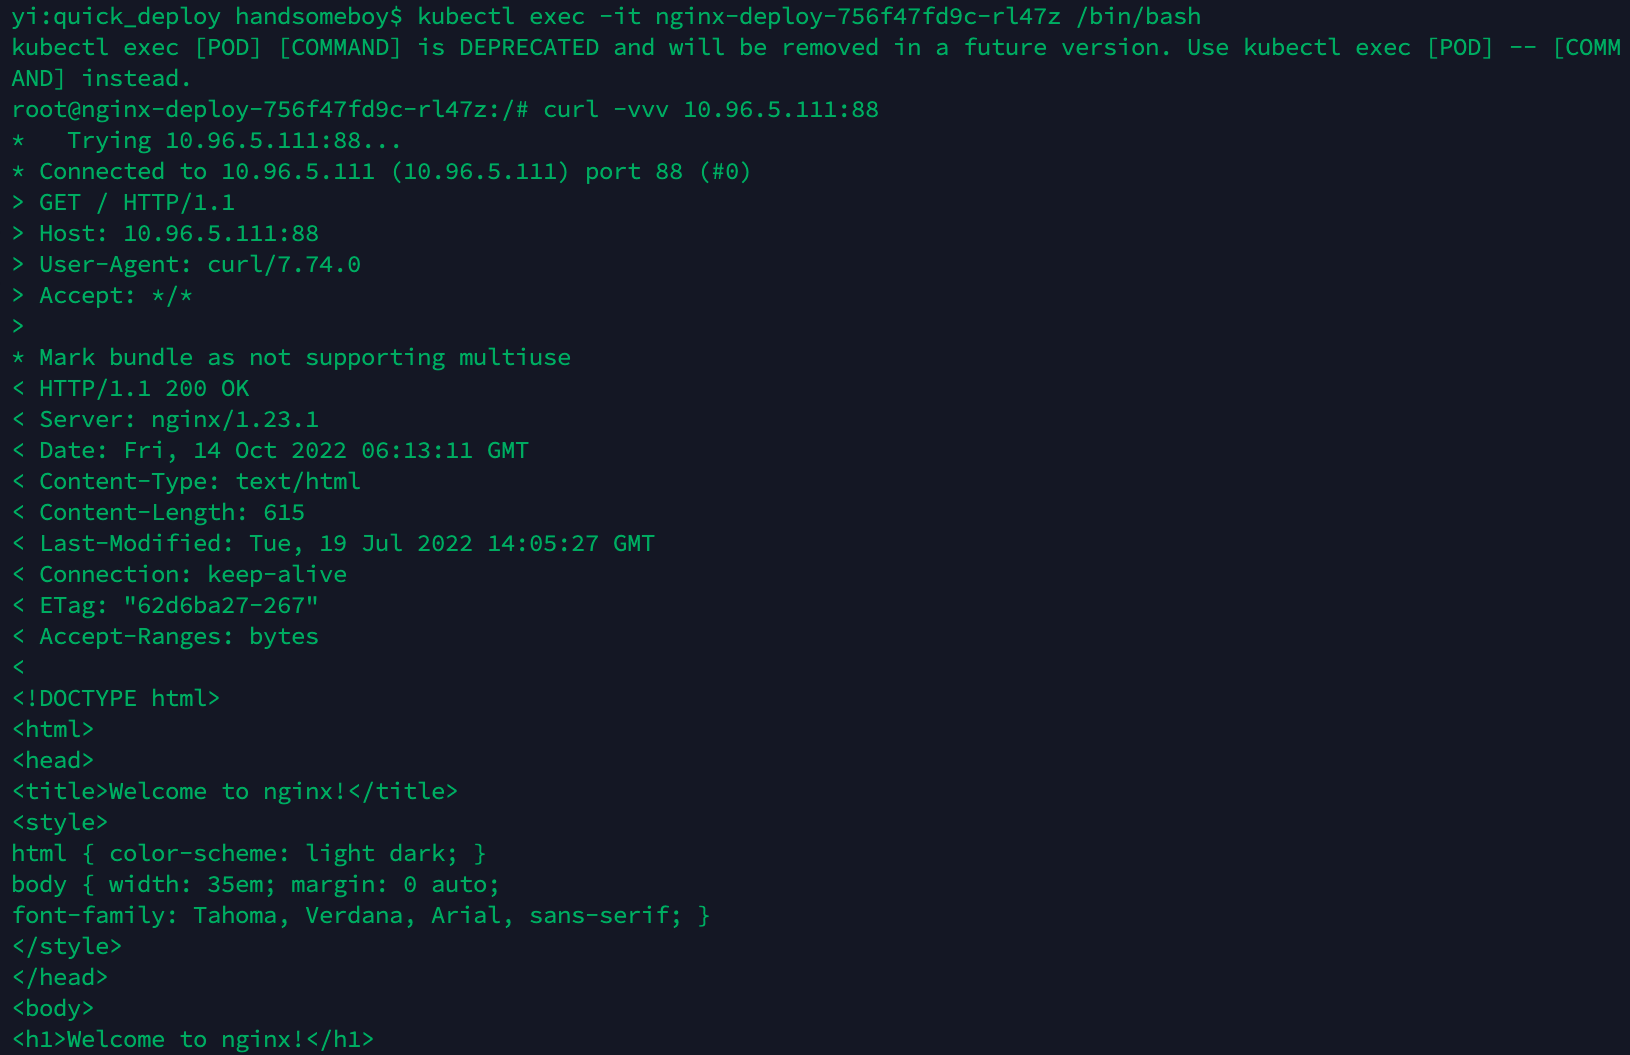 yi:quick_deploy handsomeboy$ kubectl exec -it nginx-deploy-756f47fd9c-rl47z /bin/bash
kubectl exec [POD] [COMMAND] is DEPRECATED and will be removed in a future version. Use kubectl exec [POD] -- [COMM
AND] instead.
root@nginx-deploy-756f47fd9c-rl47z:/# curl -vvv 10.96.5.111:88
*   Trying 10.96.5.111:88...
* Connected to 10.96.5.111 (10.96.5.111) port 88 (#0)
> GET / HTTP/1.1
> Host: 10.96.5.111:88
> User-Agent: curl/7.74.0
> Accept: */*
>
* Mark bundle as not supporting multiuse
< HTTP/1.1 200 OK
< Server: nginx/1.23.1
< Date: Fri, 14 Oct 2022 06:13:11 GMT
< Content-Type: text/html
< Content-Length: 615
< Last-Modified: Tue, 19 Jul 2022 14:05:27 GMT
< Connection: keep-alive
< ETag: "62d6ba27-267"
< Accept-Ranges: bytes
<
<!DOCTYPE html>
<html>
<head>
<title>Welcome to nginx!</title>
<style>
html { color-scheme: light dark; }
body { width: 35em; margin: 0 auto;
font-family: Tahoma, Verdana, Arial, sans-serif; }
</style>
</head>
<body>
<h1>Welcome to nginx!</h1>